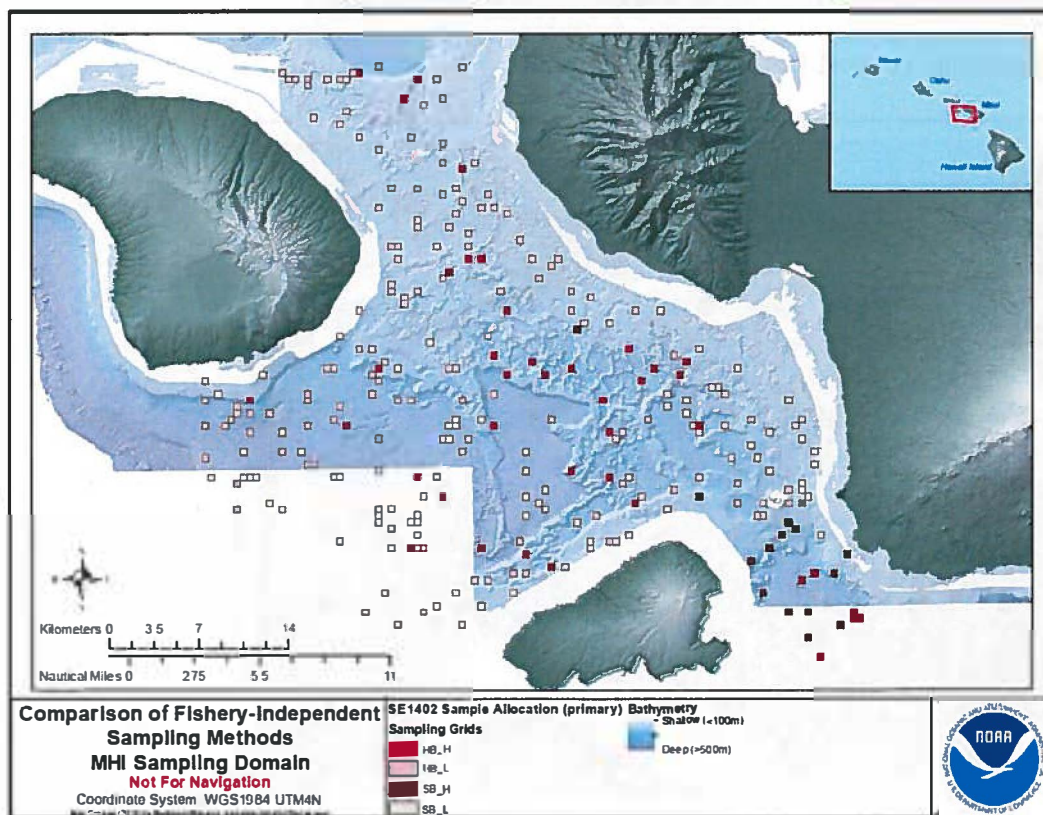 Oahu
Maui
Hawaii Island
Kilometers 0 3 5 7 14
Nautical Miles 0 275 5 5 11
Comparison of Fishery-Independent
Sampling Methods
MHI Sampling Domain
Not For Navigation
Coordinate System WGS1984 UTM4N
SE1402 Sample Allocation (primary)
Sampling Grids
HB_H
HB_L
SB_H
SB_L
Bathymetry
Shallow (<100m)
Deep (>500m)
NOAA